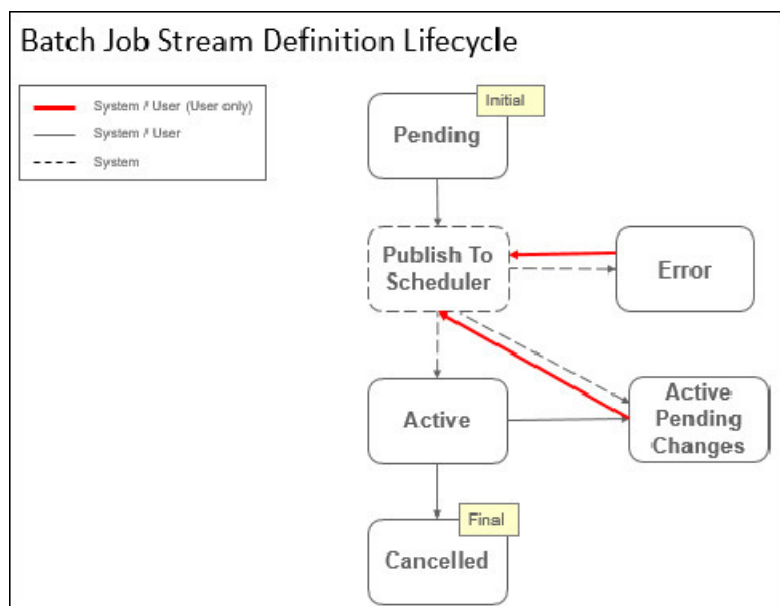 Batch Job Stream Definition Lifecycle
System / User (User only)
System / User
System
Initial
Pending
Publish To
Scheduler
Error
Active
Active
Pending
Changes
Final
Cancelled